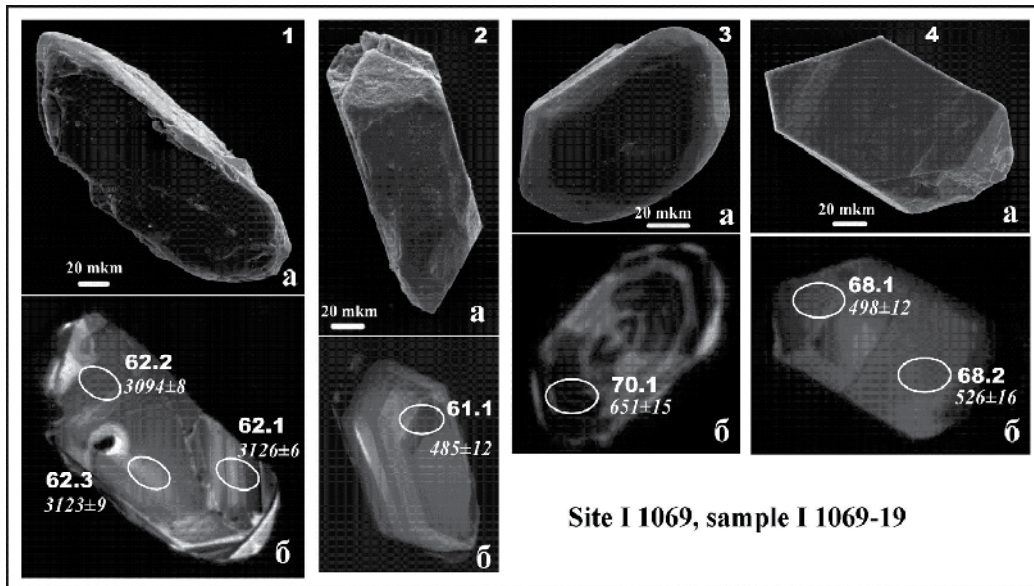 1
a
20 mkm
62.2
3094±8
62.1
3126±6
62.3
3123±9
б
2
a
20 mkm
61.1
485±12
б
3
a
20 mkm
70.1
651±15
б
4
a
20 mkm
68.1
498±12
68.2
526±16
б
Site I 1069, sample I 1069-19